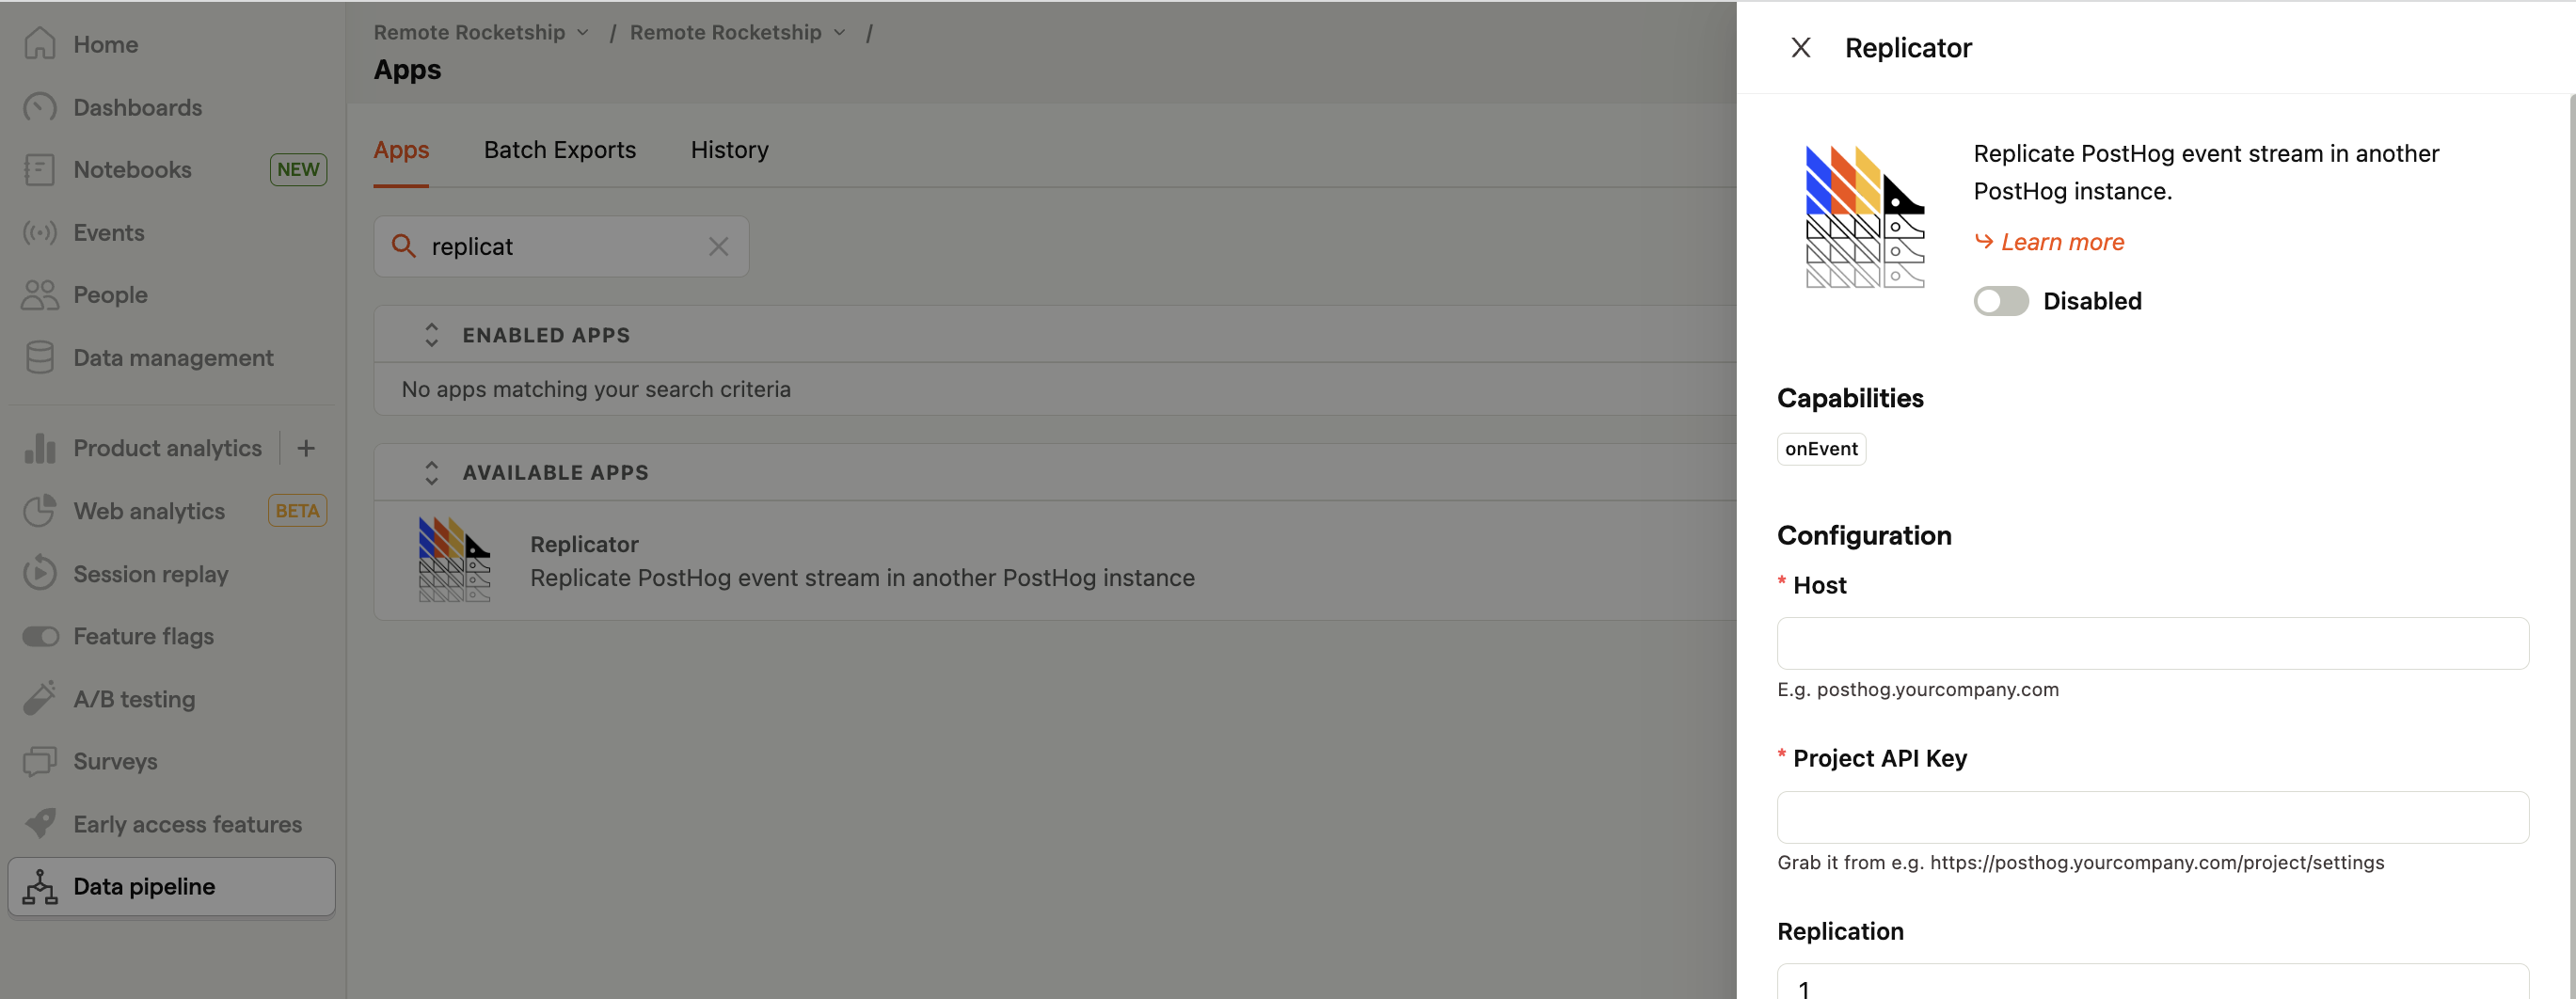 Home
Dashboards
Notebooks NEW
Events
People
Data management
Product analytics +
Web analytics BETA
Session replay
Feature flags
A/B testing
Surveys
Early access features
Data pipeline
Remote Rocketship / Remote Rocketship /
Apps
Apps Batch Exports History
replicat
ENABLED APPS
No apps matching your search criteria
AVAILABLE APPS
Replicator
Replicate PostHog event stream in another PostHog instance
Replicator
Replicate PostHog event stream in another
PostHog instance.
Learn more
Disabled
Capabilities
onEvent
Configuration
* Host
E.g. posthog.yourcompany.com
* Project API Key
Grab it from e.g. https://posthog.yourcompany.com/project/settings
Replication
1